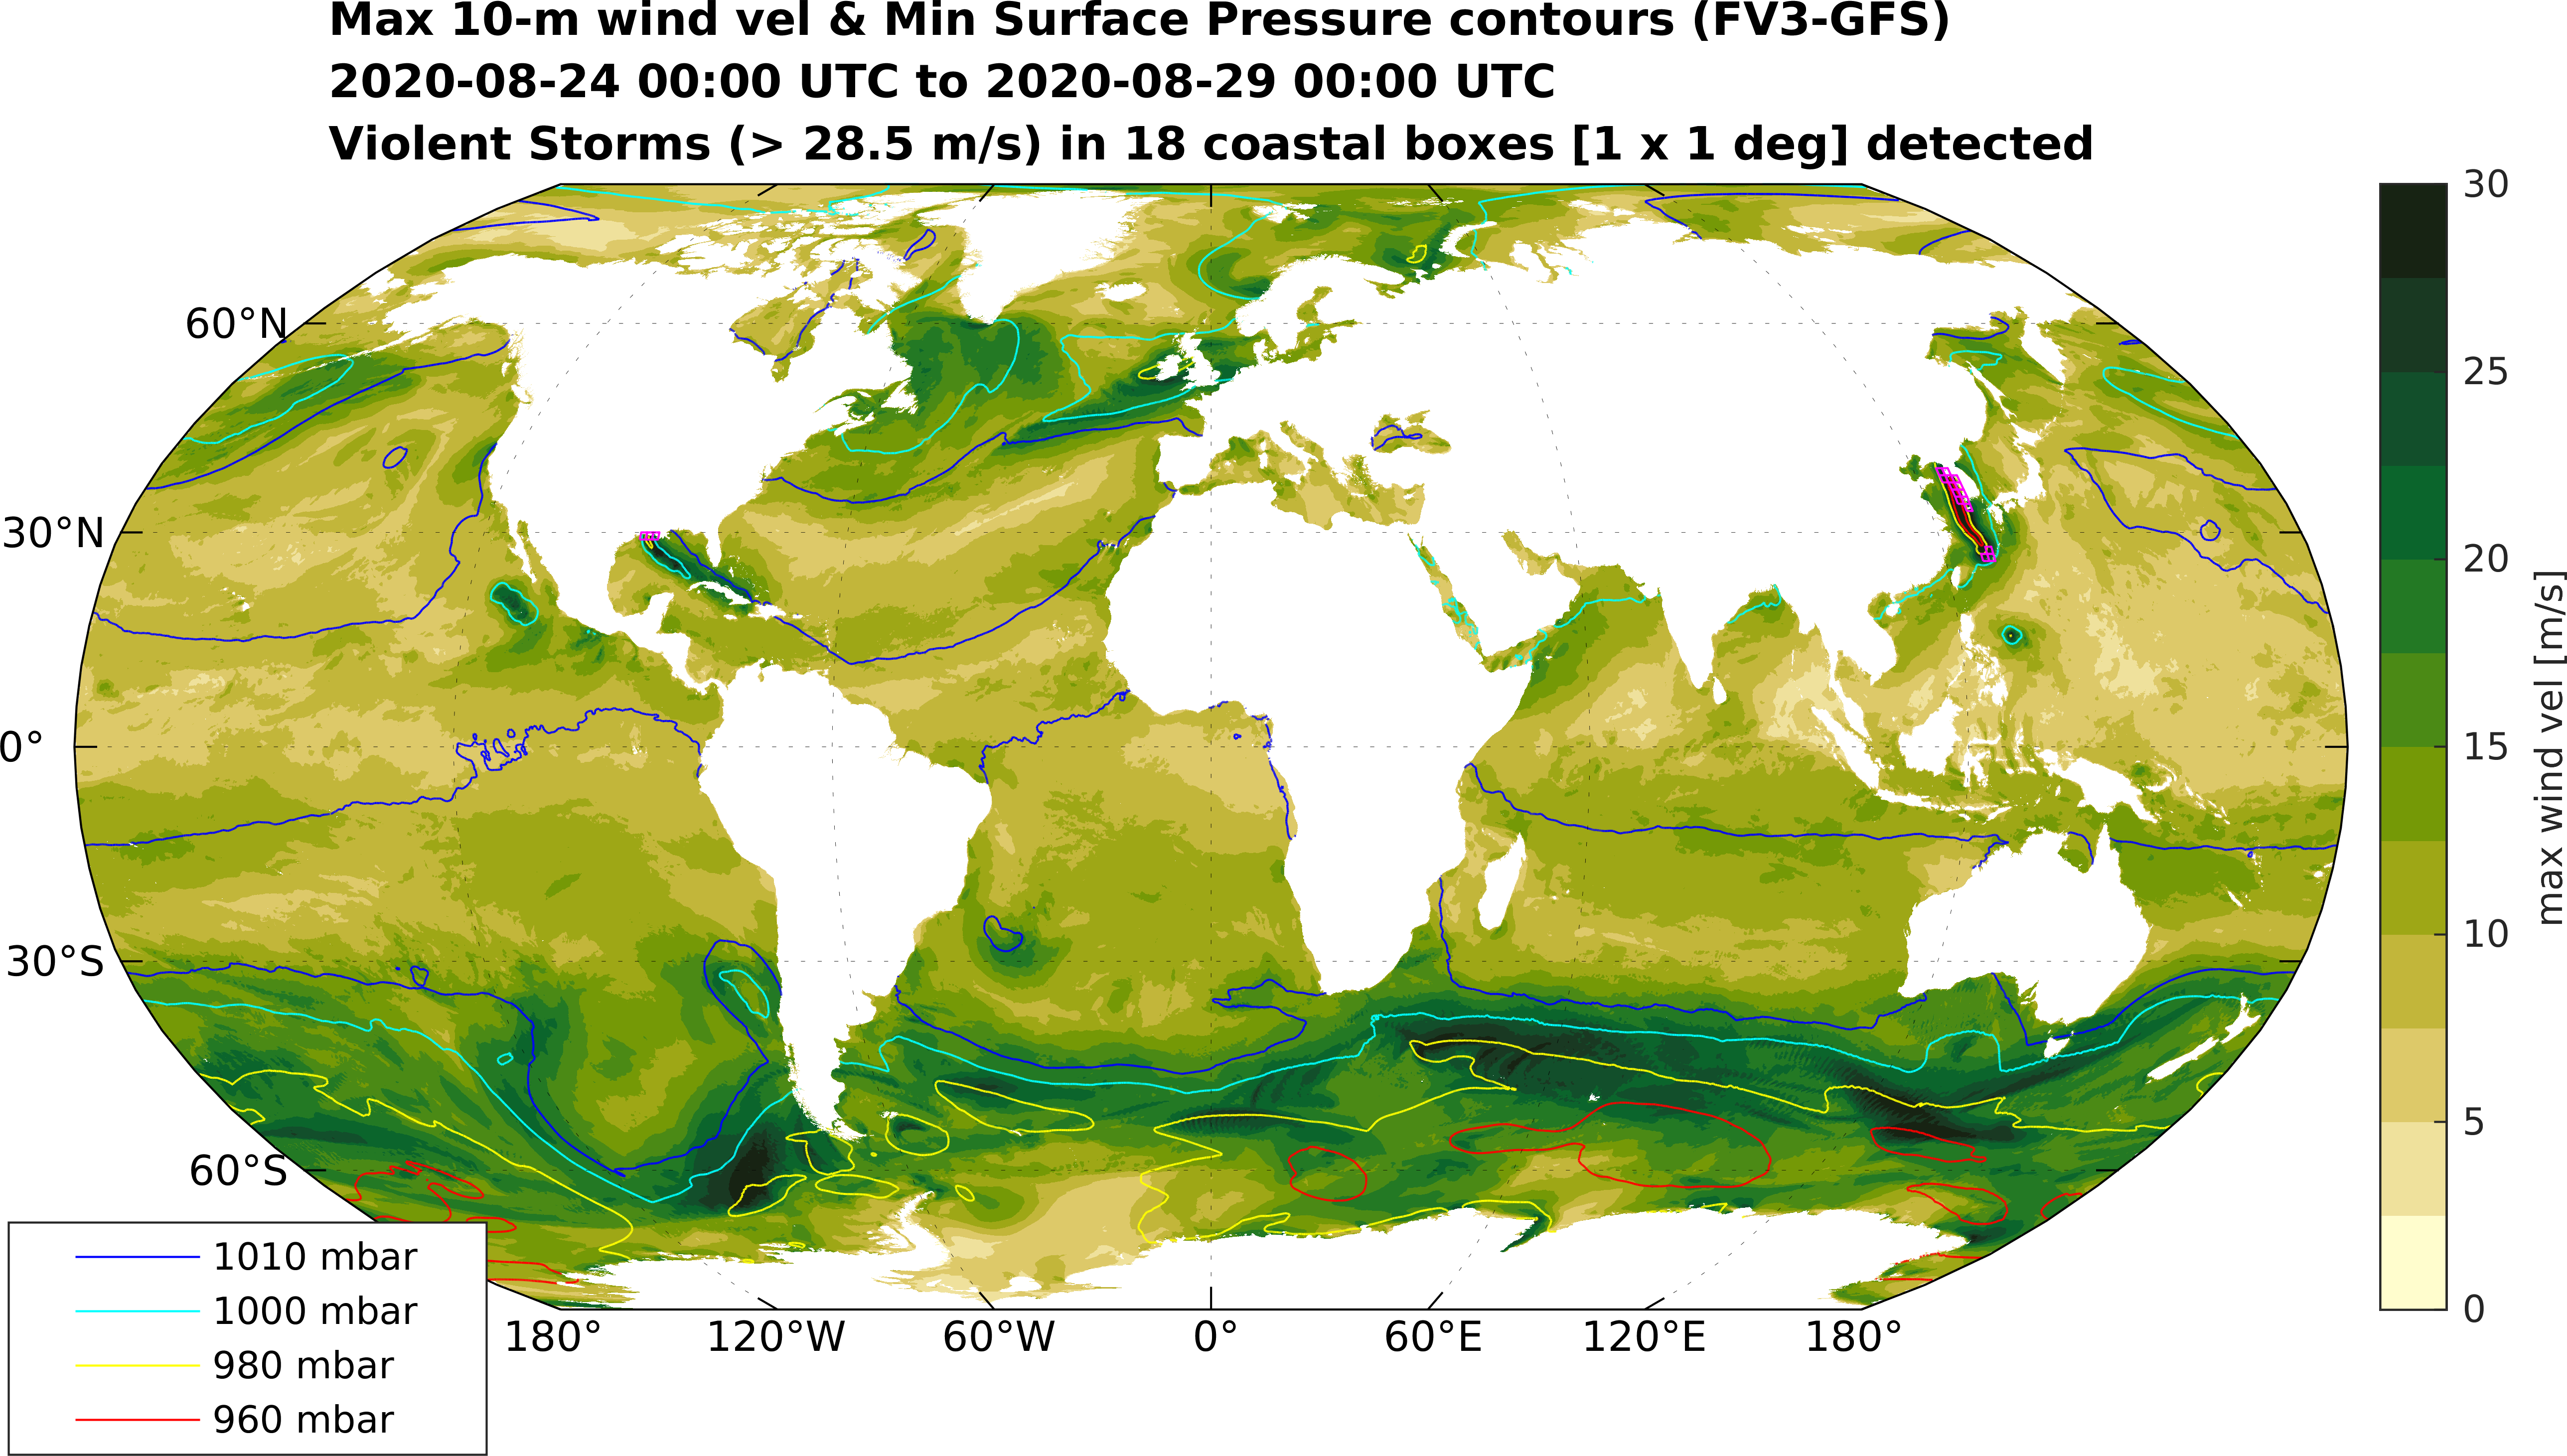 Max 10-m wind vel & Min Surface Pressure contours (FV3-GFS)
2020-08-24 00:00 UTC to 2020-08-29 00:00 UTC
Violent Storms (> 28.5 m/s) in 18 coastal boxes [1 x 1 deg] detected
60°N
30°N
0°
30°S
60°S
180°
120°W
60°W
0°
60°E
120°E
180°
1010 mbar
1000 mbar
980 mbar
960 mbar
30
25
20
15
10
5
0
max wind vel [m/s]